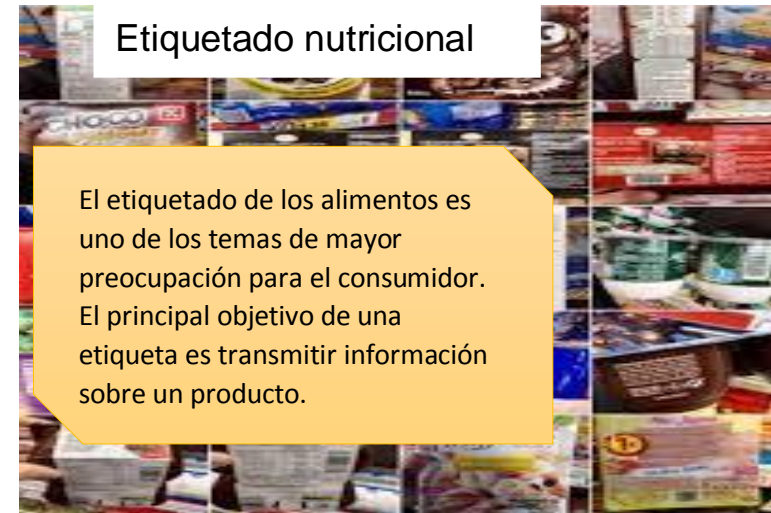 Etiquetado nutricional
CHOCO
El etiquetado de los alimentos es
uno de los temas de mayor
preocupación para el consumidor.
El principal objetivo de una
etiqueta es transmitir información
sobre un producto.